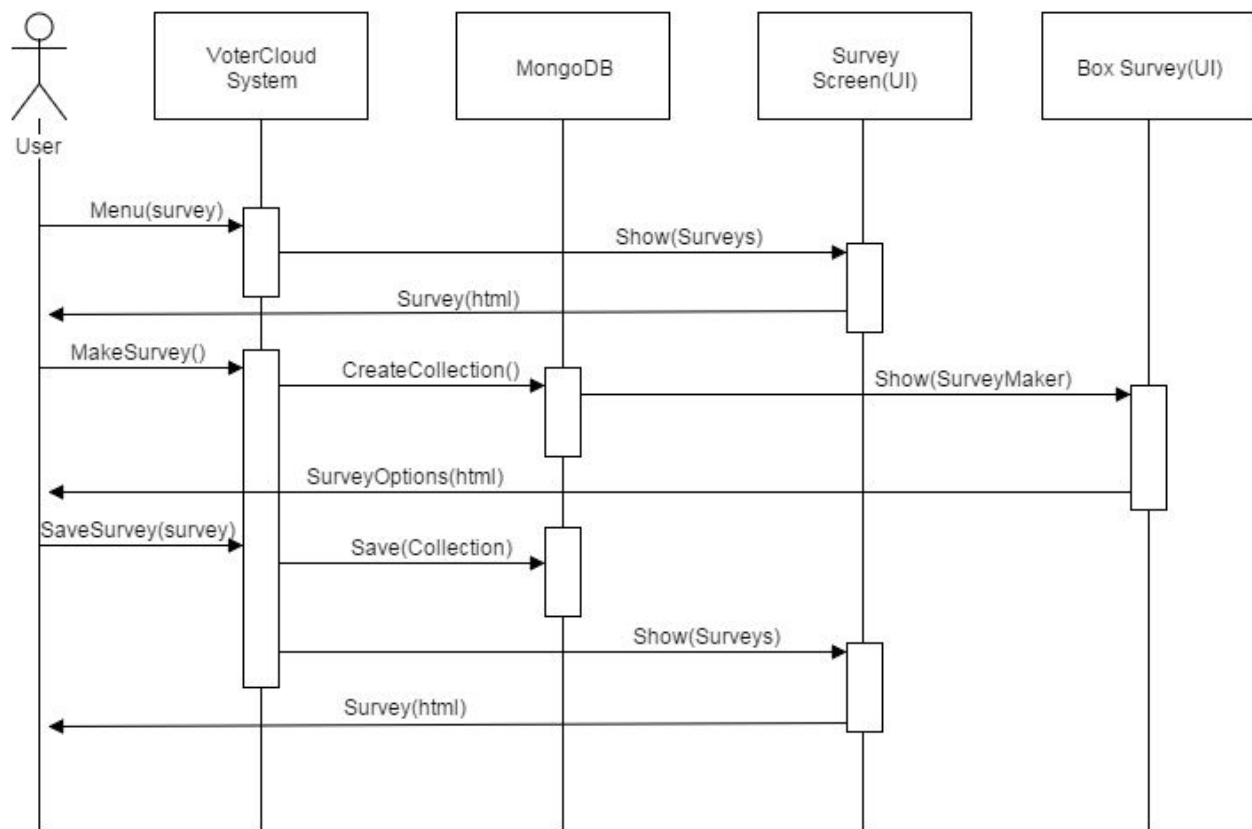 VoterCloud
System
MongoDB
Survey
Screen(UI)
Box Survey(UI)
User
Menu(survey)
Show(Surveys)
Survey(html)
MakeSurvey()
CreateCollection()
Show(SurveyMaker)
SurveyOptions(html)
SaveSurvey(survey)
Save(Collection)
Show(Surveys)
Survey(html)